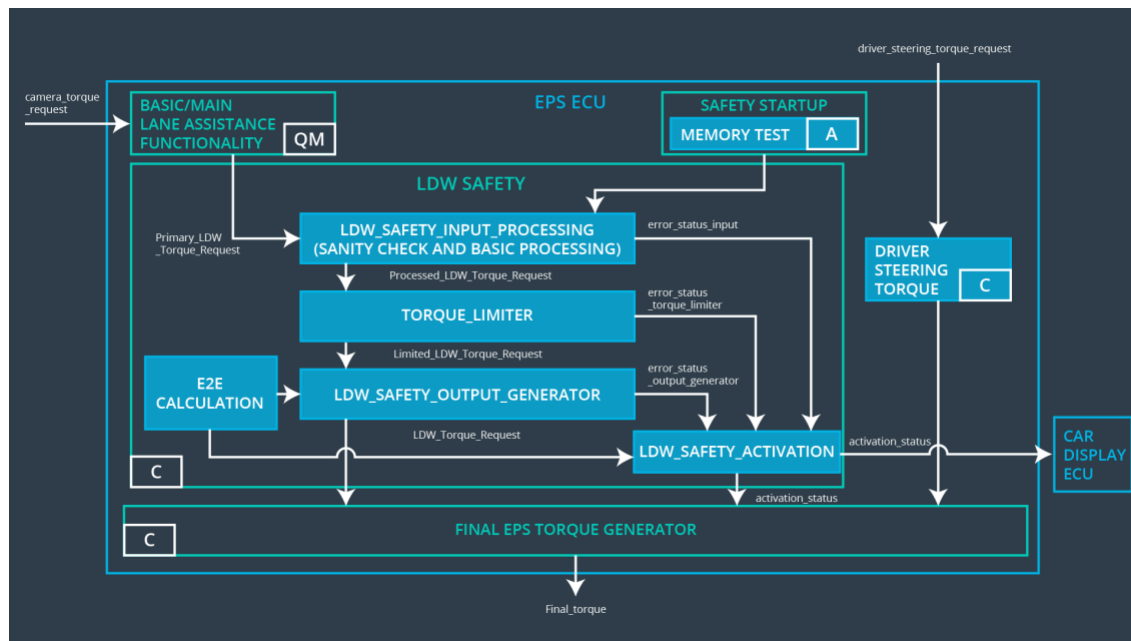 driver_steering_torque_request
camera_torque
_request
EPS ECU
BASIC/MAIN
LANE ASSISTANCE
FUNCTIONALITY
QM
SAFETY STARTUP
MEMORY TEST
A
LDW SAFETY
Primary_LDW
_Torque_Request
LDW_SAFETY_INPUT_PROCESSING
(SANITY CHECK AND BASIC PROCESSING)
error_status_input
DRIVER
STEERING
TORQUE
C
Processed_LDW_Torque_Request
TORQUE_LIMITER
error_status
_torque_limiter
Limited_LDW_Torque_Request
E2E
CALCULATION
LDW_SAFETY_OUTPUT_GENERATOR
error_status
_output_generator
LDW_Torque_Request
LDW_SAFETY_ACTIVATION
activation_status
CAR
DISPLAY
ECU
C
activation_status
C
FINAL EPS TORQUE GENERATOR
Final_torque